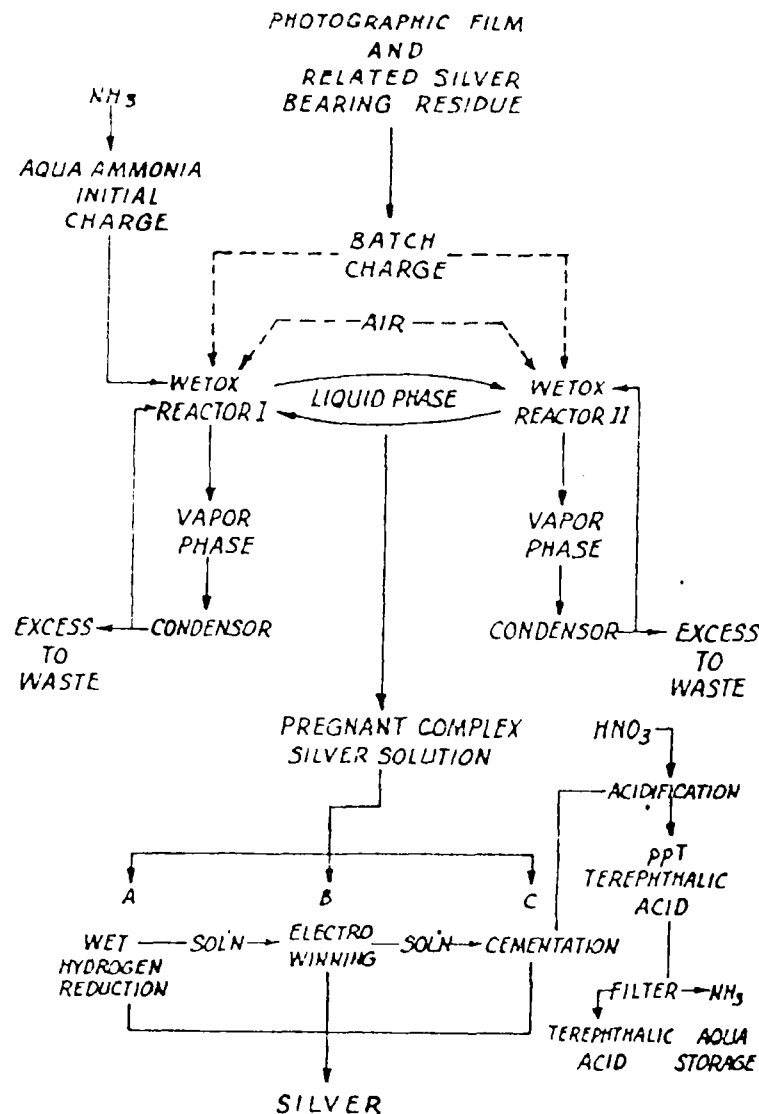 PHOTOGRAPHIC FILM
AND
RELATED SILVER
BEARING RESIDUE
NH3
AQUA AMMONIA
INITIAL
CHARGE
BATCH
CHARGE
AIR
WETOX
REACTOR I
LIQUID PHASE
WETOX
REACTOR II
VAPOR
PHASE
VAPOR
PHASE
CONDENSOR
EXCESS
TO
WASTE
CONDENSOR
EXCESS
TO
WASTE
PREGNANT COMPLEX
SILVER SOLUTION
HNO3
ACIDIFICATION
PPT
TEREPHTHALIC
ACID
A
B
C
WET
HYDROGEN
REDUCTION
SOL'N
ELECTRO
WINNING
SOL'N
CEMENTATION
FILTER
NH3
TEREPHTHALIC
ACID
AQUA
STORAGE
SILVER